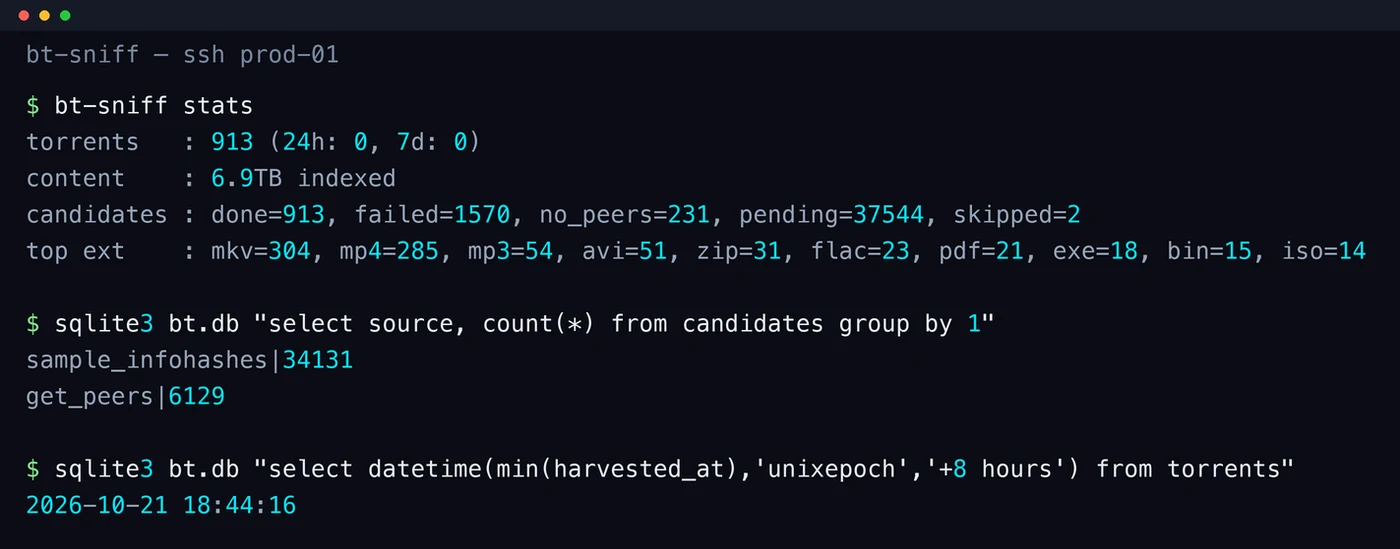 bt-sniff — ssh prod-01
$ bt-sniff stats
torrents   : 913 (24h: 0, 7d: 0)
content    : 6.9TB indexed
candidates : done=913, failed=1570, no_peers=231, pending=37544, skipped=2
top ext    : mkv=304, mp4=285, mp3=54, avi=51, zip=31, flac=23, pdf=21, exe=18, bin=15, iso=14
$ sqlite3 bt.db "select source, count(*) from candidates group by 1"
sample_infohashes|34131
get_peers|6129
$ sqlite3 bt.db "select datetime(min(harvested_at),'unixepoch','+8 hours') from torrents"
2026-10-21 18:44:16